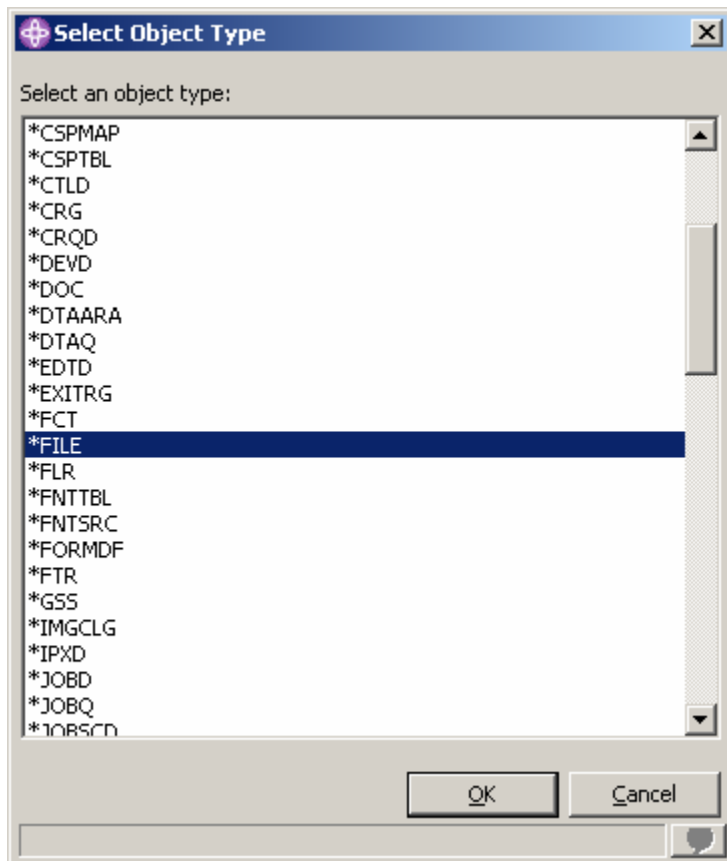 Select Object Type
Select an object type:
*CSPMAP
*CSPTBL
*CTLD
*CRG
*CRQD
*DEVD
*DOC
*DTAARA
*DTAQ
*EDTD
*EXITRG
*FCT
*FILE
*FLR
*FNTTBL
*FNTSRC
*FORMDF
*FTR
*GSS
*IMGCLG
*IPXD
*JOBD
*JOBQ
*JOBSCD
OK
Cancel